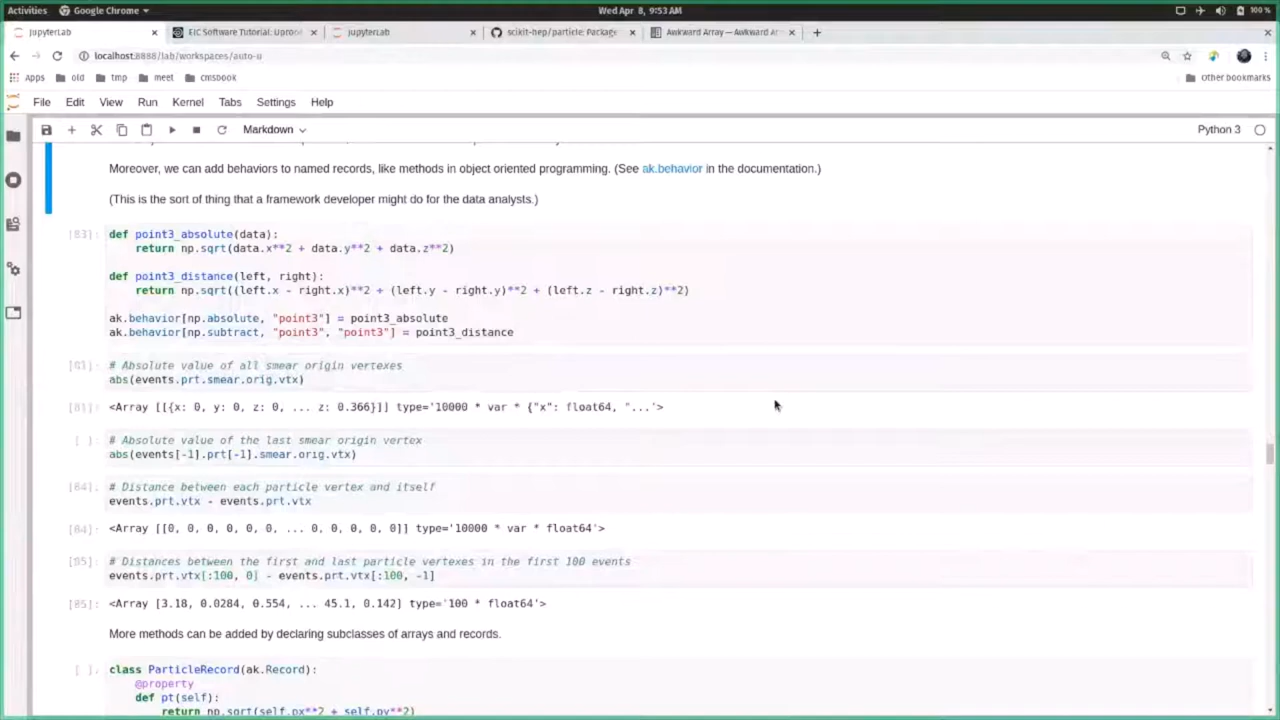 Activities Google Chrome Wed Apr 8, 9:53 AM 100 %
JupyterLab × EIC Software Tutorial: Uproo × JupyterLab × scikit-hep/particle: Package × Awkward Array — Awkward Ar × +
localhost:8888/lab/workspaces/auto-u
Apps old tmp meet cmsbook Other bookmarks
File Edit View Run Kernel Tabs Settings Help
Markdown Python 3
Moreover, we can add behaviors to named records, like methods in object oriented programming. (See ak.behavior in the documentation.)
(This is the sort of thing that a framework developer might do for the data analysts.)
[83]: def point3_absolute(data):
return np.sqrt(data.x**2 + data.y**2 + data.z**2)
def point3_distance(left, right):
return np.sqrt((left.x - right.x)**2 + (left.y - right.y)**2 + (left.z - right.z)**2)
ak.behavior[np.absolute, "point3"] = point3_absolute
ak.behavior[np.subtract, "point3", "point3"] = point3_distance
# Absolute value of all smear origin vertexes
abs(events.prt.smear.orig.vtx)
[81]: <Array [[{x: 0, y: 0, z: 0, ... z: 0.366}]] type='10000 * var * {"x": float64, "...'>
[ ]: # Absolute value of the last smear origin vertex
abs(events[-1].prt[-1].smear.orig.vtx)
[84]: # Distance between each particle vertex and itself
events.prt.vtx - events.prt.vtx
[84]: <Array [[0, 0, 0, 0, 0, 0, ... 0, 0, 0, 0, 0]] type='10000 * var * float64'>
[85]: # Distances between the first and last particle vertexes in the first 100 events
events.prt.vtx[:100, 0] - events.prt.vtx[:100, -1]
[85]: <Array [3.18, 0.0284, 0.554, ... 45.1, 0.142] type='100 * float64'>
More methods can be added by declaring subclasses of arrays and records.
[ ]: class ParticleRecord(ak.Record):
@property
def pt(self):
return np.sqrt(self.px**2 + self.py**2)